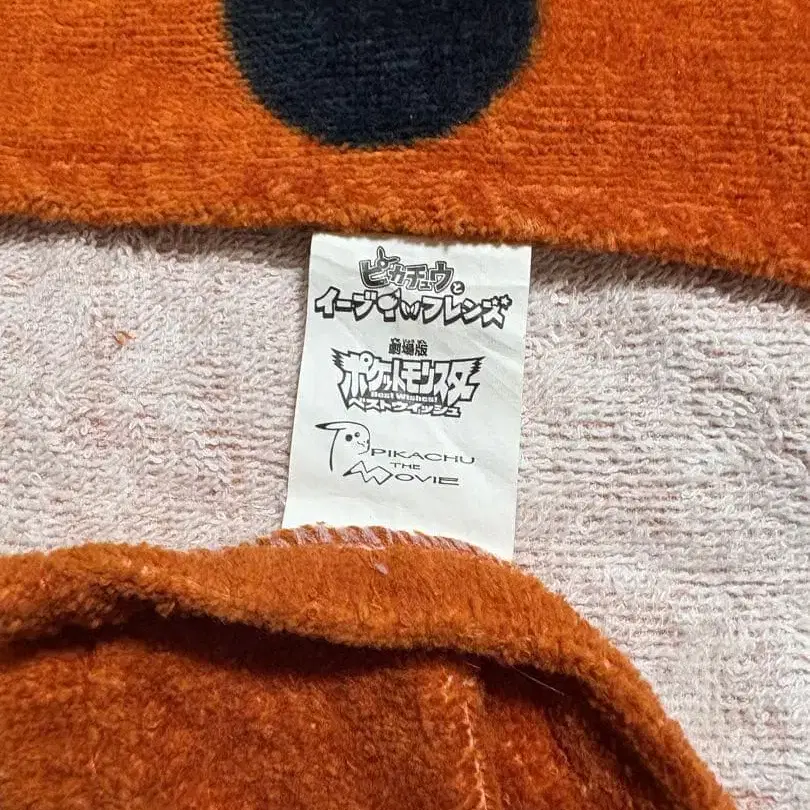 ピカチュウと
イーブイ☆フレンズ
劇場版
ポケットモンスター
Best Wishes!
ベストウイッシュ
PIKACHU
THE
MOVIE